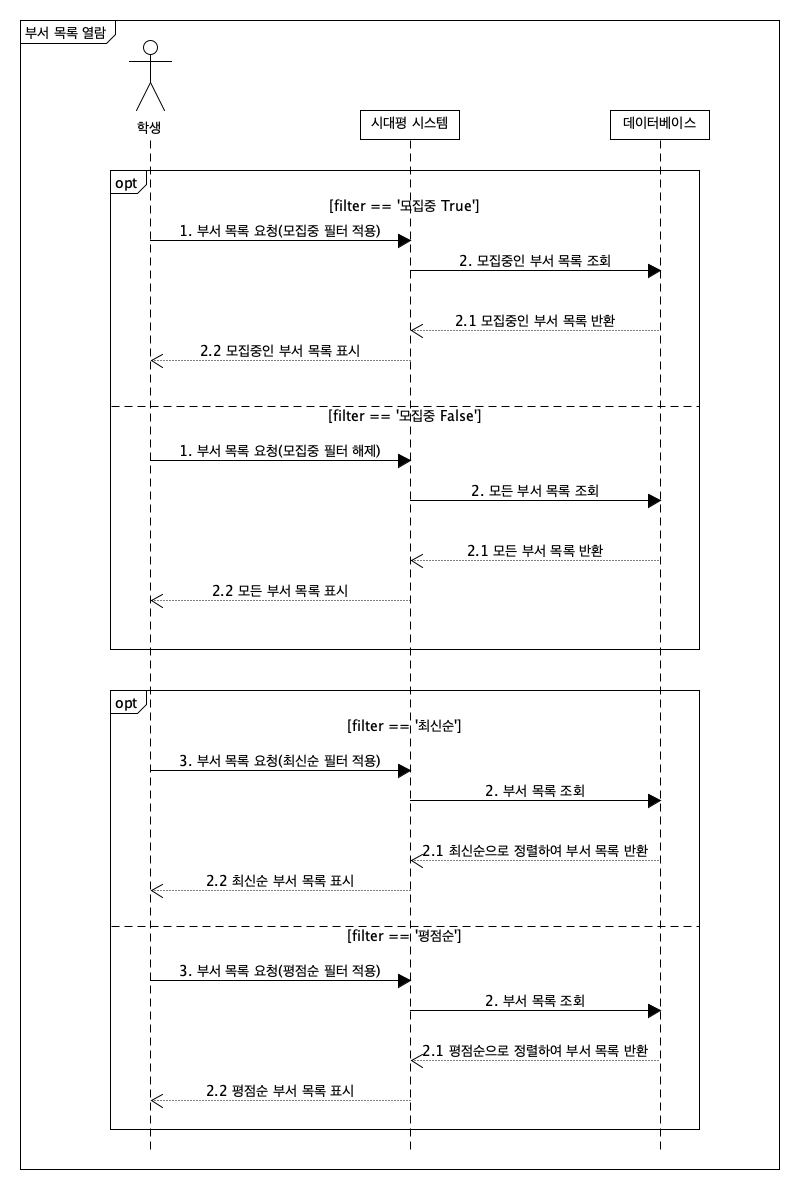 부서 목록 열람
학생
시대평 시스템
데이터베이스
opt
[filter == '모집중 True']
1. 부서 목록 요청(모집중 필터 적용)
2. 모집중인 부서 목록 조회
2.1 모집중인 부서 목록 반환
2.2 모집중인 부서 목록 표시
[filter == '모집중 False']
1. 부서 목록 요청(모집중 필터 해제)
2. 모든 부서 목록 조회
2.1 모든 부서 목록 반환
2.2 모든 부서 목록 표시
opt
[filter == '최신순']
3. 부서 목록 요청(최신순 필터 적용)
2. 부서 목록 조회
2.1 최신순으로 정렬하여 부서 목록 반환
2.2 최신순 부서 목록 표시
[filter == '평점순']
3. 부서 목록 요청(평점순 필터 적용)
2. 부서 목록 조회
2.1 평점순으로 정렬하여 부서 목록 반환
2.2 평점순 부서 목록 표시